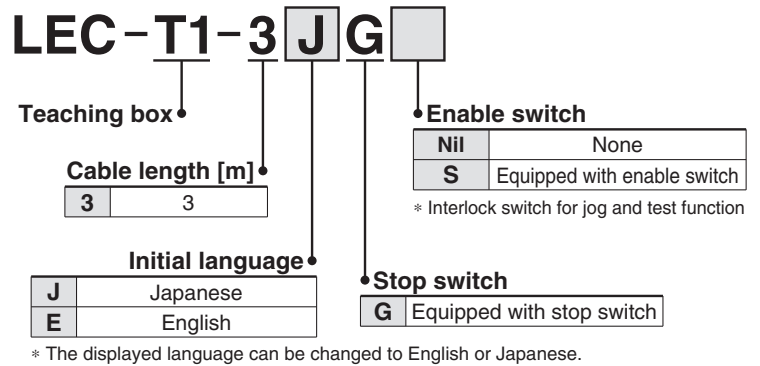 LEC-T1-3JG
Teaching box
Enable switch
Nil None
S Equipped with enable switch
* Interlock switch for jog and test function
Cable length [m]
3 3
Initial language
J Japanese
E English
Stop switch
G Equipped with stop switch
* The displayed language can be changed to English or Japanese.